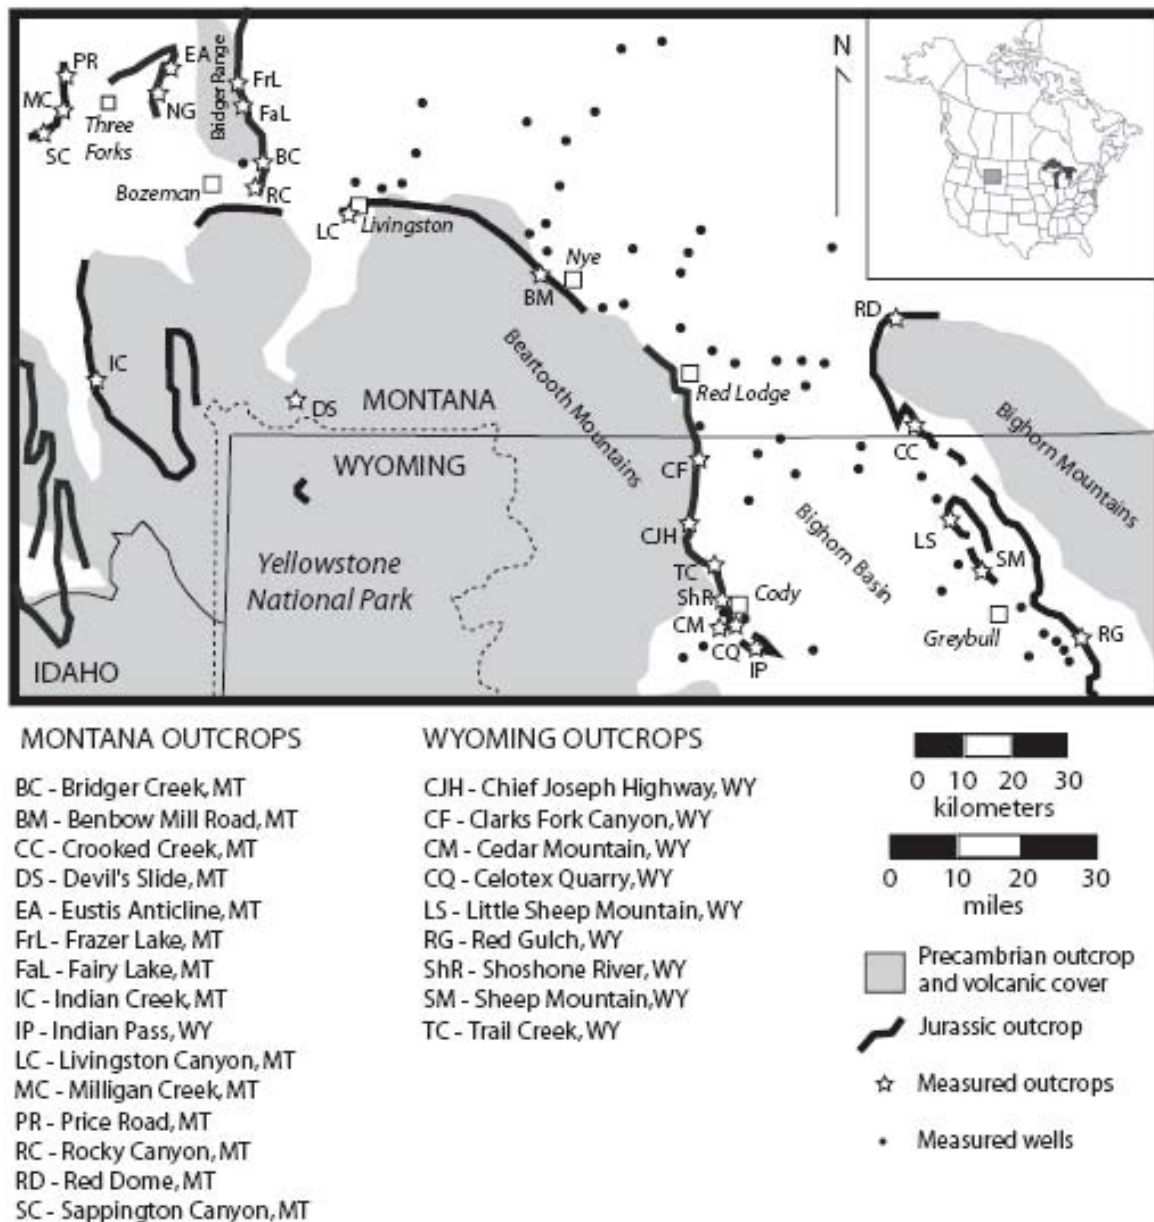 PR
EA
Bridger Range
FrL
N
MC
NG
FaL
Three
Forks
SC
BC
Bozeman
RC
LC
Livingston
Nye
BM
RD
IC
Beartooth Mountains
Red Lodge
DS
MONTANA
Bighorn Mountains
CC
WYOMING
CF
Bighorn Basin
CJH
LS
SM
TC
Yellowstone
National Park
ShR
Cody
CM
CQ
IP
Greybull
RG
IDAHO
MONTANA OUTCROPS
BC - Bridger Creek, MT
BM - Benbow Mill Road, MT
CC - Crooked Creek, MT
DS - Devil's Slide, MT
EA - Eustis Anticline, MT
FrL - Frazer Lake, MT
FaL - Fairy Lake, MT
IC - Indian Creek, MT
IP - Indian Pass, WY
LC - Livingston Canyon, MT
MC - Milligan Creek, MT
PR - Price Road, MT
RC - Rocky Canyon, MT
RD - Red Dome, MT
SC - Sappington Canyon, MT
WYOMING OUTCROPS
CJH - Chief Joseph Highway, WY
CF - Clarks Fork Canyon, WY
CM - Cedar Mountain, WY
CQ - Celotex Quarry, WY
LS - Little Sheep Mountain, WY
RG - Red Gulch, WY
ShR - Shoshone River, WY
SM - Sheep Mountain, WY
TC - Trail Creek, WY
0 10 20 30
kilometers
0 10 20 30
miles
Precambrian outcrop
and volcanic cover
Jurassic outcrop
Measured outcrops
Measured wells